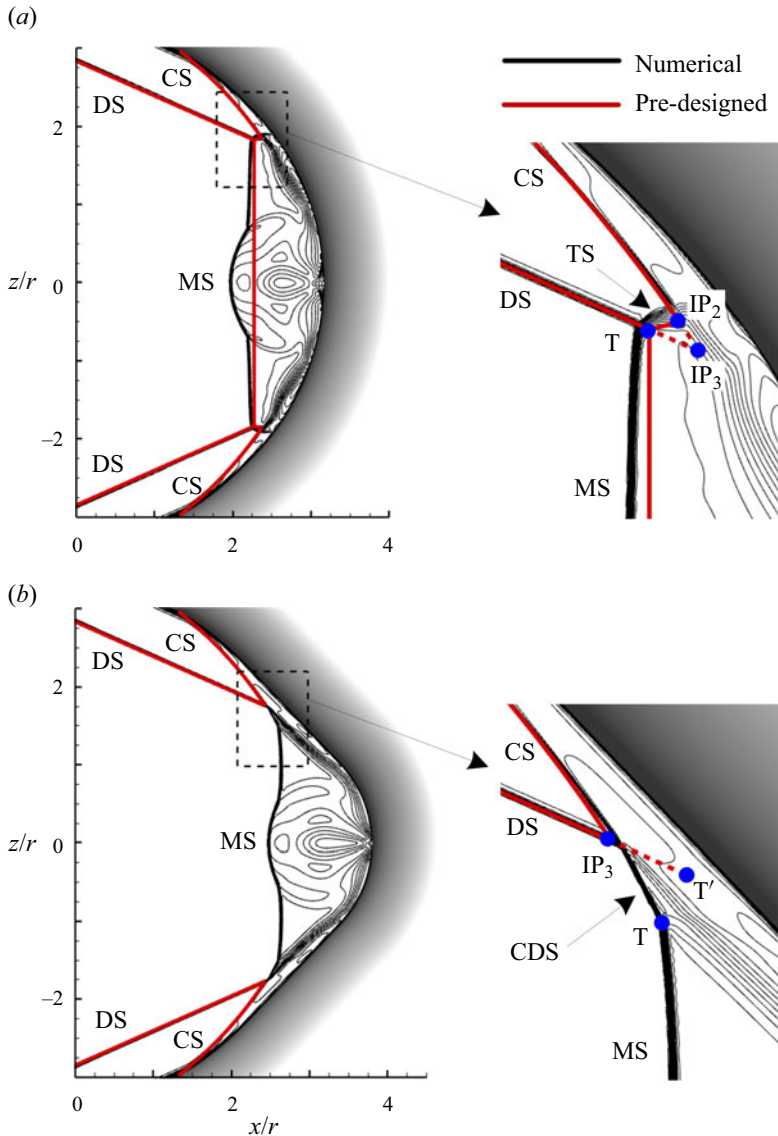 (a)
CS
DS
2
z/r
0
MS
−2
DS
CS
0
2
4
Numerical
Pre-designed
CS
TS
DS
IP2
T
IP3
MS
(b)
CS
DS
2
z/r
0
MS
−2
DS
CS
0
2
4
x/r
CS
DS
IP3
T′
T
CDS
MS